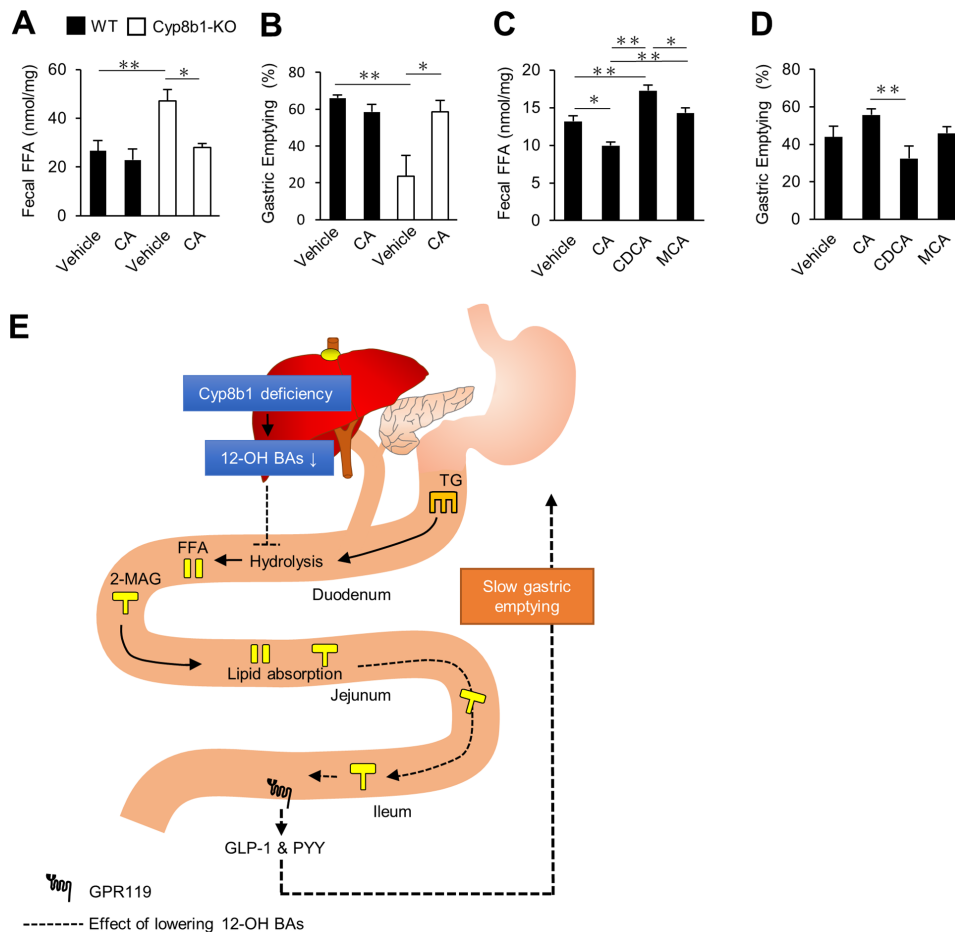 A
WT
Cyp8b1-KO
Fecal FFA (nmol/mg)
60
40
20
0
**
*
Vehicle
CA
Vehicle
CA
B
Gastric Emptying (%)
80
60
40
20
0
**
*
Vehicle
CA
Vehicle
CA
C
Fecal FFA (nmol/mg)
20
15
10
5
0
**
*
**
**
*
Vehicle
CA
CDCA
MCA
D
Gastric Emptying (%)
80
60
40
20
0
**
Vehicle
CA
CDCA
MCA
E
Cyp8b1 deficiency
12-OH BAs ↓
TG
FFA
Hydrolysis
2-MAG
Duodenum
Slow gastric
emptying
Lipid absorption
Jejunum
Ileum
GLP-1 & PYY
GPR119
Effect of lowering 12-OH BAs